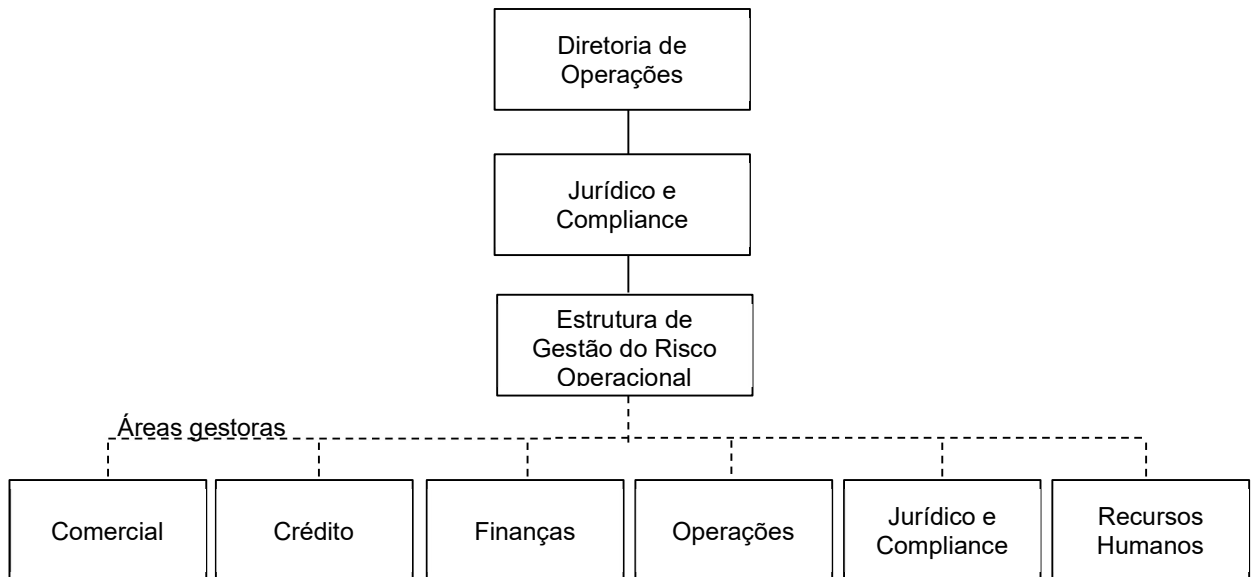 Diretoria de
Operações
Jurídico e
Compliance
Estrutura de
Gestão do Risco
Operacional
Áreas gestoras
Comercial
Crédito
Finanças
Operações
Jurídico e
Compliance
Recursos
Humanos